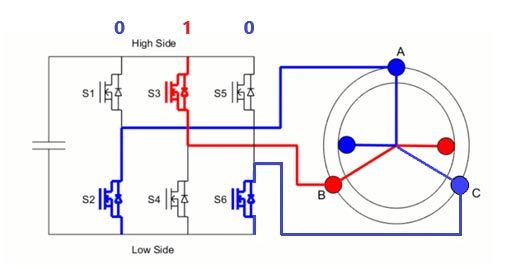 0 1 0
High Side
A
S1 S3 S5
S2 S4 S6
B
C
Low Side